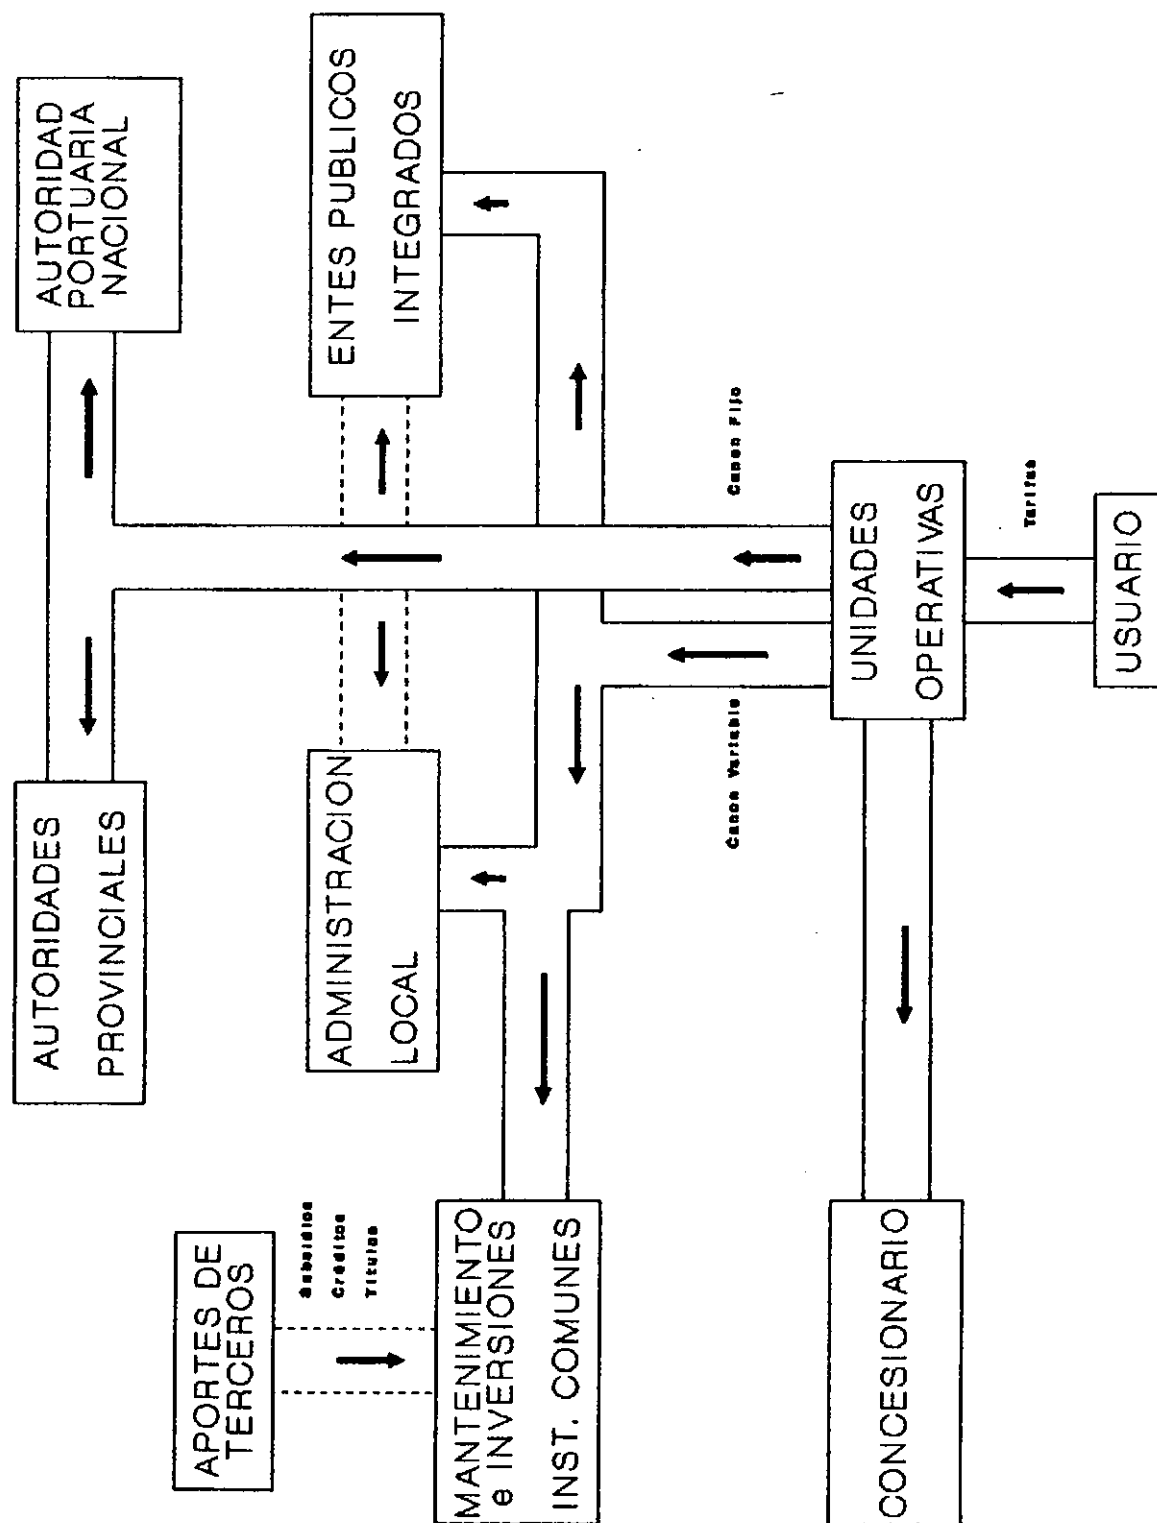 AUTORIDAD
PORTUARIA
NACIONAL
AUTORIDADES
PROVINCIALES
ENTES PUBLICOS
INTEGRADOS
ADMINISTRACION
LOCAL
APORTES DE
TERCEROS
Subsidios
Créditos
Títulos
MANTENIMIENTO
e INVERSIONES
INST. COMUNES
Canon Fijo
Canon Variable
UNIDADES
OPERATIVAS
CONCESIONARIO
Tarifas
USUARIO